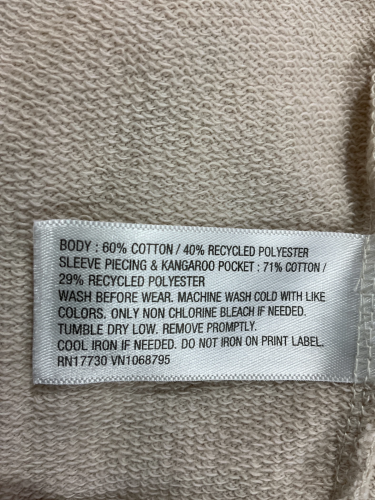 BODY : 60% COTTON / 40% RECYCLED POLYESTER
SLEEVE PIECING & KANGAROO POCKET : 71% COTTON /
29% RECYCLED POLYESTER
WASH BEFORE WEAR. MACHINE WASH COLD WITH LIKE
COLORS. ONLY NON CHLORINE BLEACH IF NEEDED.
TUMBLE DRY LOW. REMOVE PROMPTLY.
COOL IRON IF NEEDED. DO NOT IRON ON PRINT LABEL.
RN17730 VN1068795